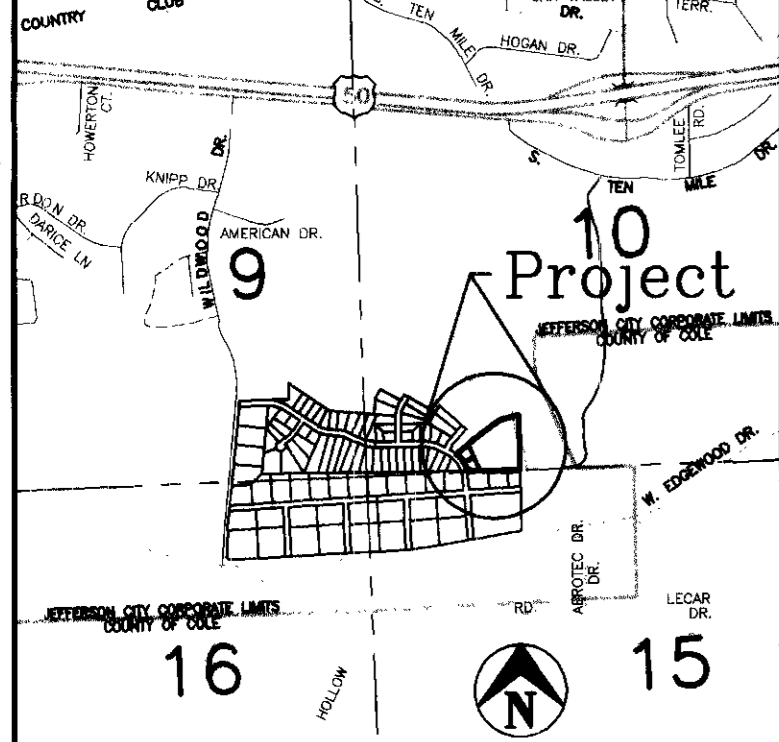 COUNTRY CLUB
S. TEN MILE DR.
DR.
TERR.
HOGAN DR.
50
HOWERTON CT.
TOMLEE RD.
S. TEN MILE DR.
KNIPP DR.
WILDWOOD DR.
DON DR.
DARICE LN
AMERICAN DR.
9
10
Project
JEFFERSON CITY CORPORATE LIMITS
COUNTY OF COLE
W. EDGEWOOD DR.
DR.
DR.
JEFFERSON CITY CORPORATE LIMITS
COUNTY OF COLE
RD.
LECAR
DR.
16
15
HOLLOW
N